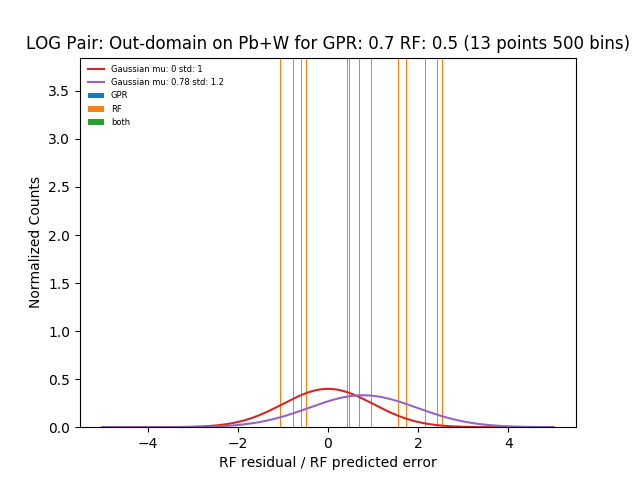 LOG Pair: Out-domain on Pb+W for GPR: 0.7 RF: 0.5 (13 points 500 bins)
Gaussian mu: 0 std: 1
Gaussian mu: 0.78 std: 1.2
GPR
RF
both
3.5
3.0
2.5
2.0
1.5
1.0
0.5
0.0
Normalized Counts
−4 −2 0 2 4
RF residual / RF predicted error